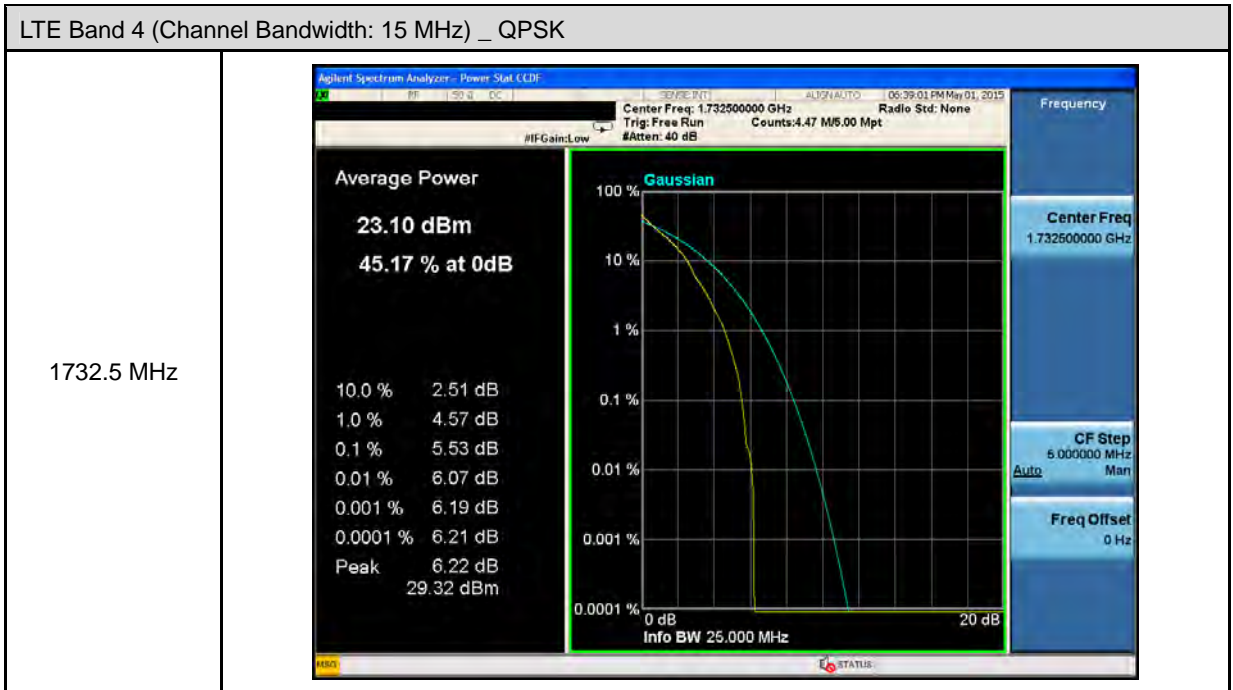 LTE Band 4 (Channel Bandwidth: 15 MHz) _ QPSK
1732.5 MHz
Agilent Spectrum Analyzer - Power Stat CCDF
RF 50 Ω DC SENSE:INT ALIGN AUTO 06:39:01 PM May 01, 2015
Center Freq: 1.732500000 GHz Radio Std: None
Trig: Free Run Counts:4.47 M/5.00 Mpt
#IFGain:Low #Atten: 40 dB
Average Power
23.10 dBm
45.17 % at 0dB
10.0 % 2.51 dB
1.0 % 4.57 dB
0.1 % 5.53 dB
0.01 % 6.07 dB
0.001 % 6.19 dB
0.0001 % 6.21 dB
Peak 6.22 dB
29.32 dBm
Gaussian
100 %
10 %
1 %
0.1 %
0.01 %
0.001 %
0.0001 %
0 dB 20 dB
Info BW 25.000 MHz
Frequency
Center Freq
1.732500000 GHz
CF Step
5.000000 MHz
Auto Man
Freq Offset
0 Hz
MSG STATUS